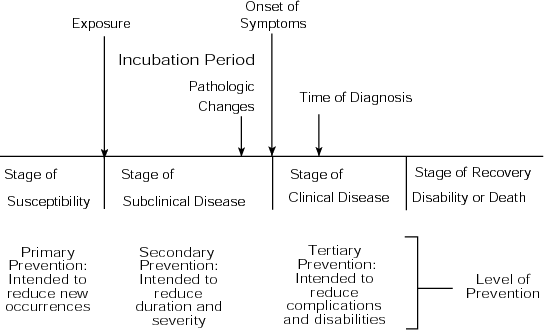 Exposure
Onset of
Symptoms
Incubation Period
Pathologic
Changes
Time of Diagnosis
Stage of
Susceptibility
Stage of
Subclinical Disease
Stage of
Clinical Disease
Stage of Recovery
Disability or Death
Primary
Prevention:
Intended to
reduce new
occurrences
Secondary
Prevention:
Intended to
reduce
duration and
severity
Tertiary
Prevention:
Intended to
reduce
complications
and disabilities
Level of
Prevention